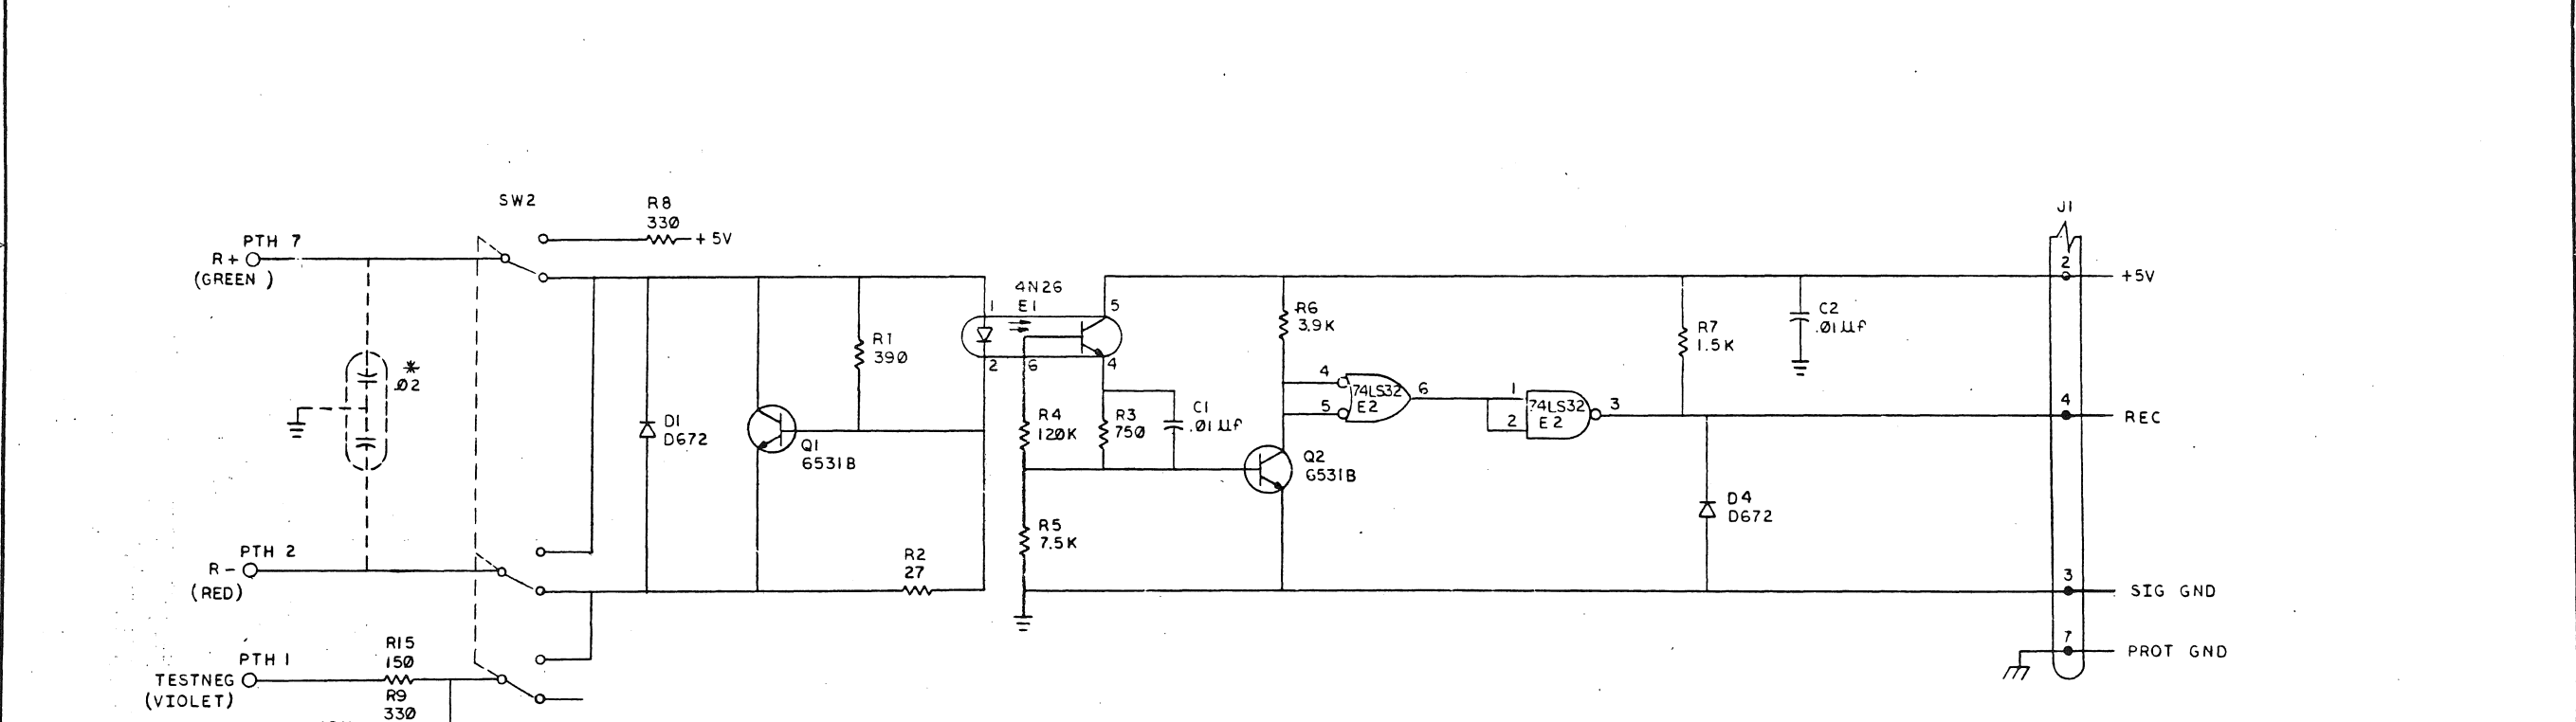 SW2
R8
330
+5V
PTH 7
R+
(GREEN )
*
.02
D1
D672
Q1
6531B
R1
390
4N26
E1
1
5
2
6
4
R4
120K
R3
750
C1
.01µf
R5
7.5K
R2
27
R6
3.9K
Q2
6531B
4
5
74LS32
E2
6
1
2
74LS32
E2
3
R7
1.5K
C2
.01µf
D4
D672
J1
2
+5V
4
REC
3
SIG GND
7
PROT GND
PTH 2
R-
(RED)
PTH 1
TESTNEG
(VIOLET)
R15
150
R9
330